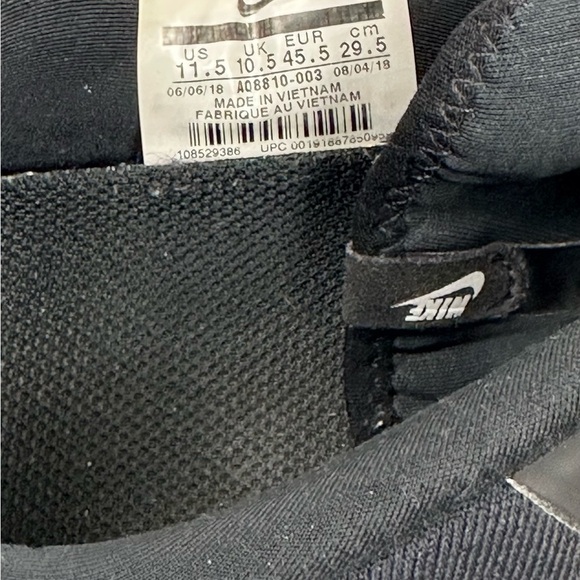 US UK EUR cm
11.5 10.5 45.5 29.5
06/06/18 AO8810-003 08/04/18
MADE IN VIETNAM
FABRIQUE AU VIETNAM
108529386 UPC
NIKE